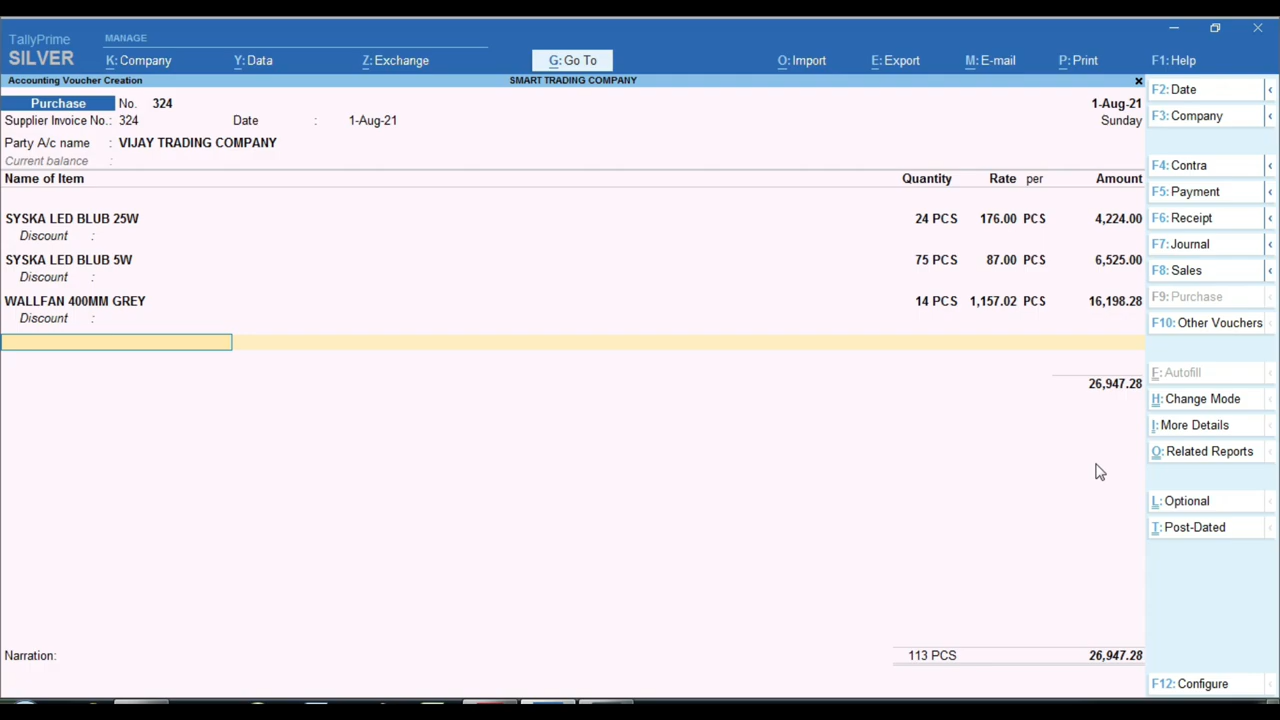 TallyPrime MANAGE
SILVER K: Company Y: Data Z: Exchange G: Go To O: Import E: Export M: E-mail P: Print F1: Help
Accounting Voucher Creation SMART TRADING COMPANY ×
Purchase No. 324 1-Aug-21
Supplier Invoice No.: 324 Date : 1-Aug-21 Sunday
Party A/c name : VIJAY TRADING COMPANY
Current balance :
Name of Item Quantity Rate per Amount
SYSKA LED BLUB 25W 24 PCS 176.00 PCS 4,224.00
Discount :
SYSKA LED BLUB 5W 75 PCS 87.00 PCS 6,525.00
Discount :
WALLFAN 400MM GREY 14 PCS 1,157.02 PCS 16,198.28
Discount :
26,947.28
Narration: 113 PCS 26,947.28
F2: Date
F3: Company
F4: Contra
F5: Payment
F6: Receipt
F7: Journal
F8: Sales
F9: Purchase
F10: Other Vouchers
F: Autofill
H: Change Mode
I: More Details
O: Related Reports
L: Optional
T: Post-Dated
F12: Configure